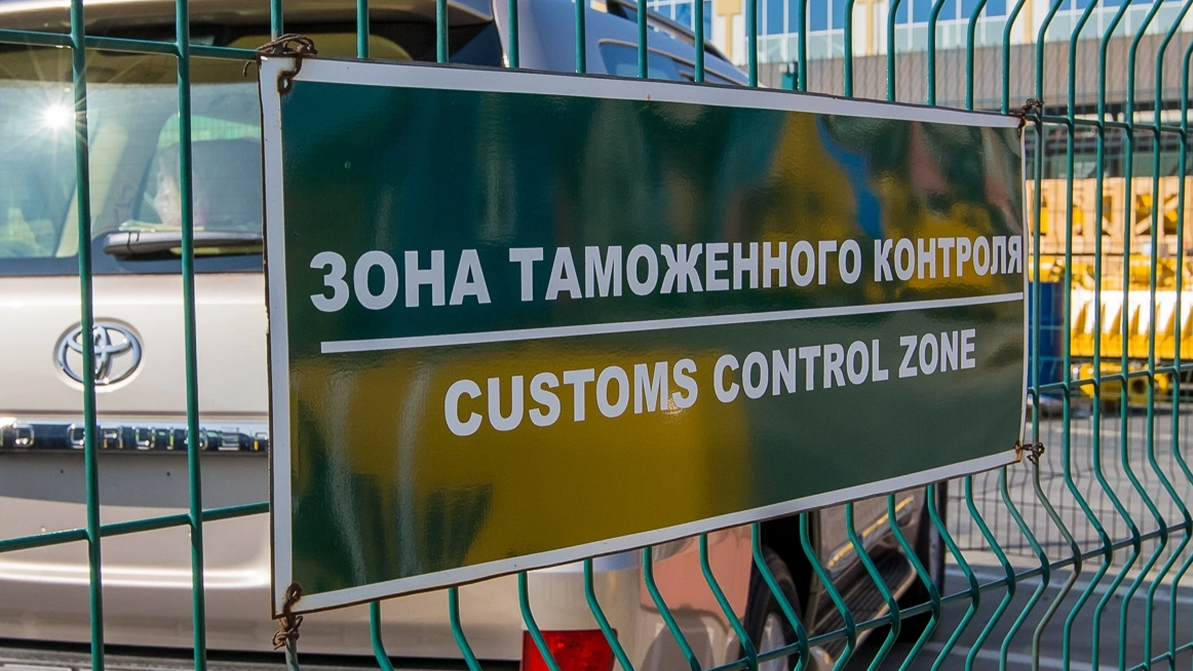 ЗОНА ТАМОЖЕННОГО КОНТРОЛЯ
CUSTOMS CONTROL ZONE